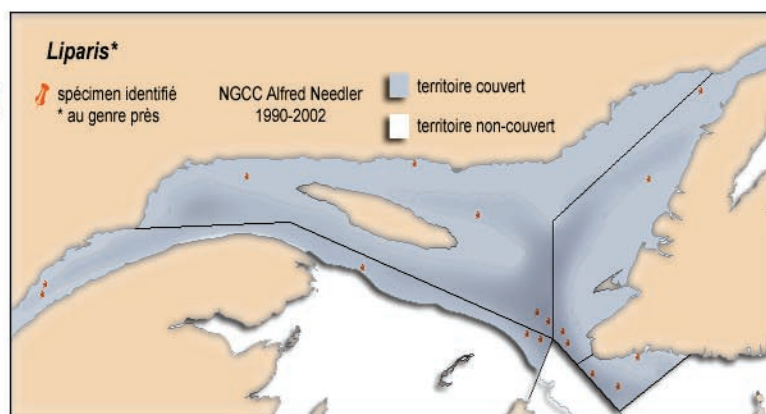 Liparis*
spécimen identifié
* au genre près
NGCC Alfred Needler
1990-2002
territoire couvert
territoire non-couvert